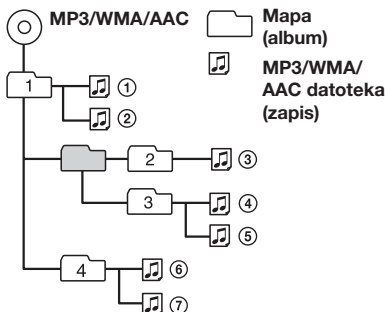 MP3/WMA/AAC
Mapa
(album)
MP3/WMA/
AAC datoteka
(zapis)
1
①
②
2
③
3
④
⑤
4
⑥
⑦